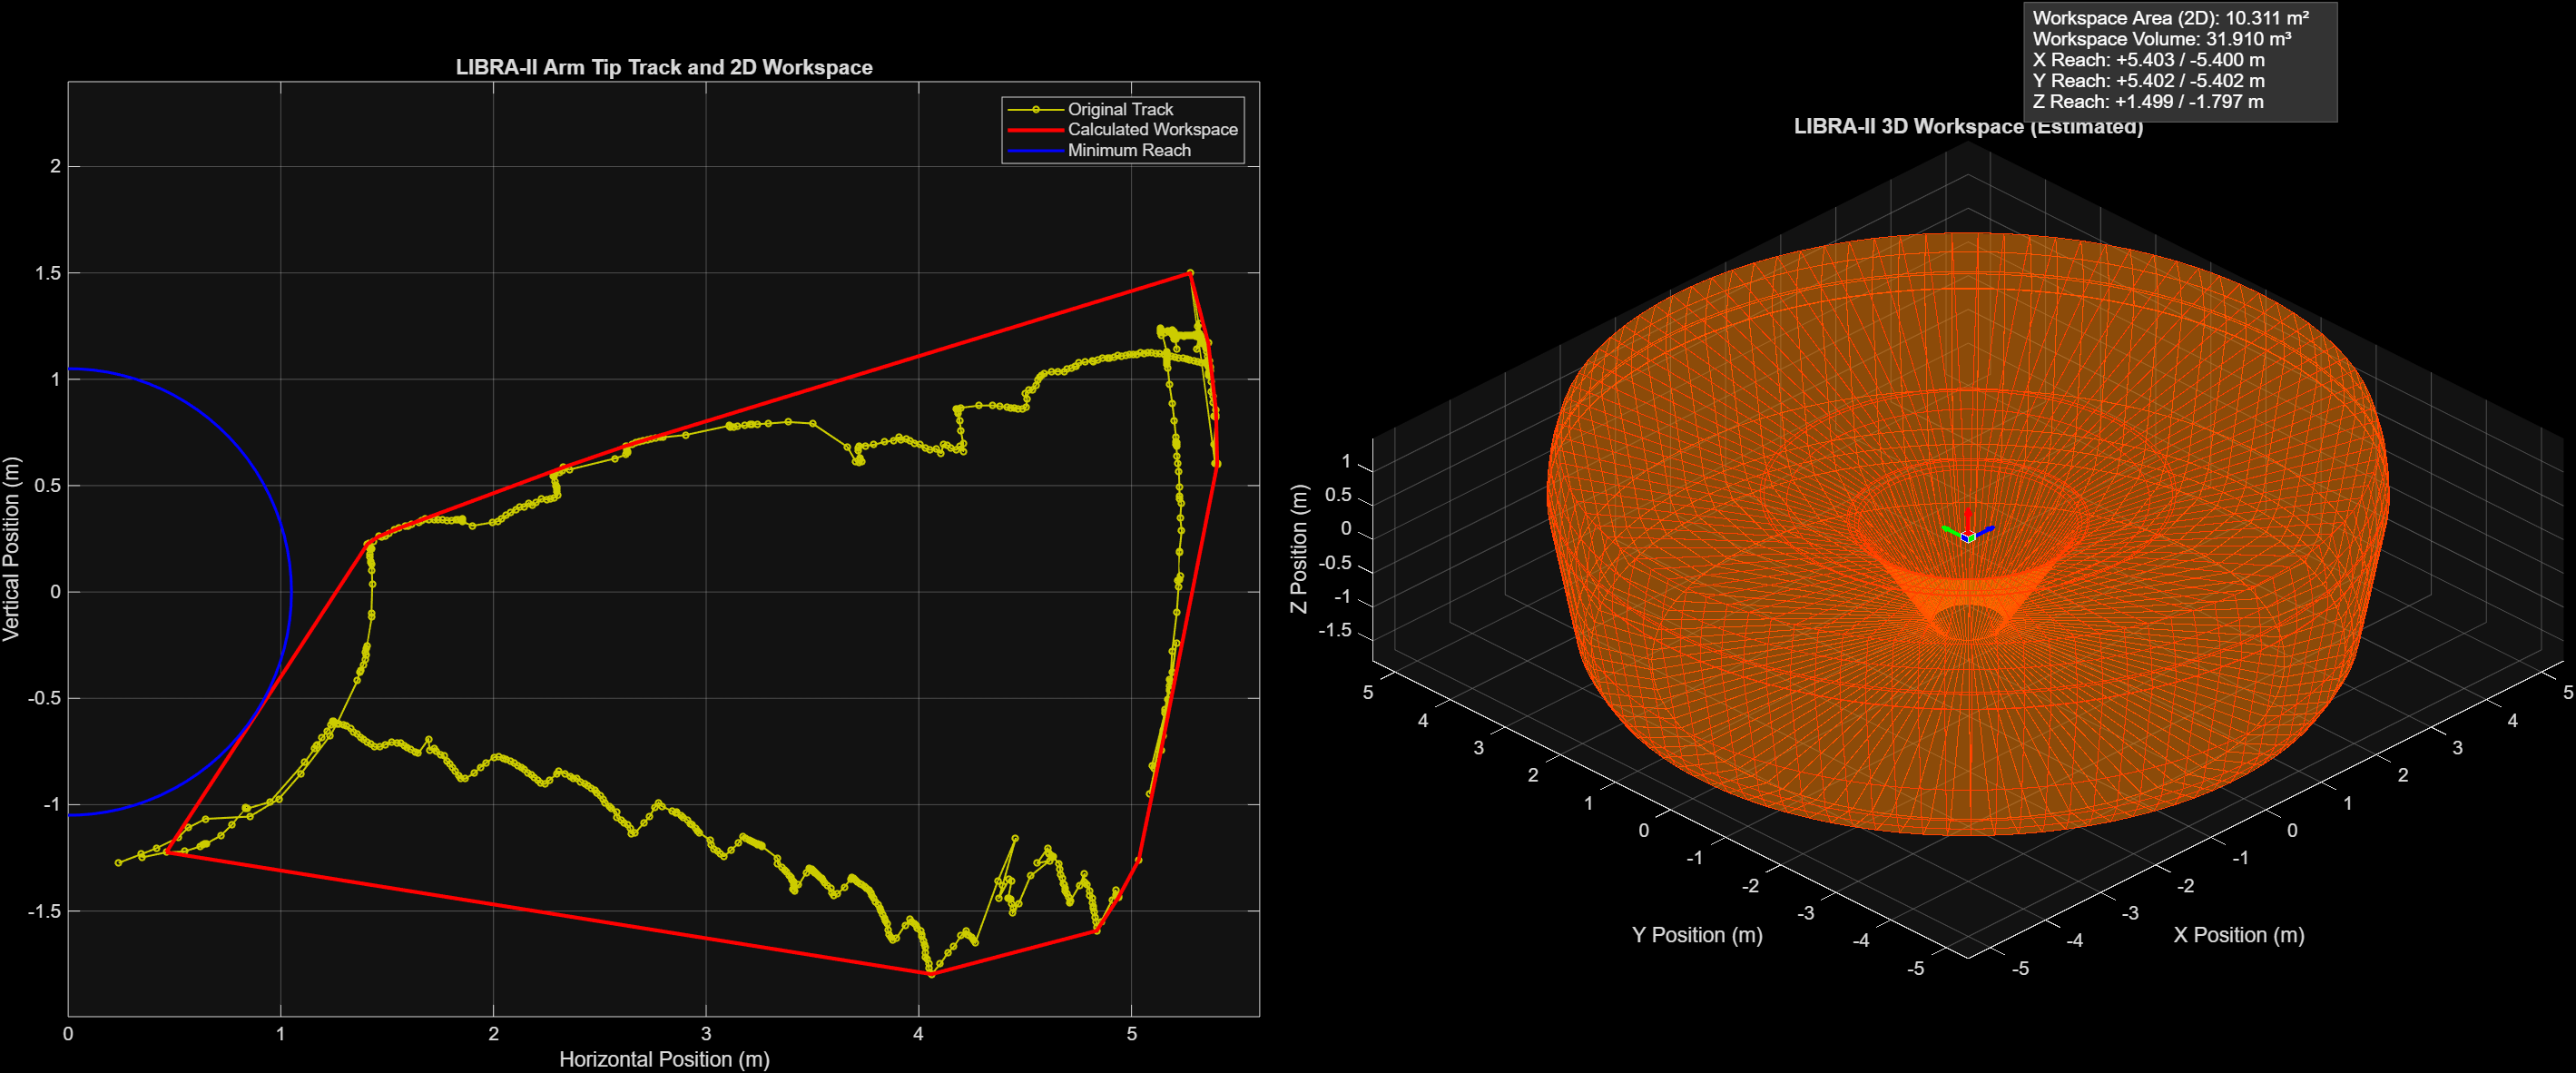 LIBRA-II Arm Tip Track and 2D Workspace
Original Track
Calculated Workspace
Minimum Reach
2
1.5
1
0.5
0
-0.5
-1
-1.5
Vertical Position (m)
0
1
2
3
4
5
Horizontal Position (m)
Workspace Area (2D): 10.311 m²
Workspace Volume: 31.910 m³
X Reach: +5.403 / -5.400 m
Y Reach: +5.402 / -5.402 m
Z Reach: +1.499 / -1.797 m
LIBRA-II 3D Workspace (Estimated)
1
0.5
0
-0.5
-1
-1.5
Z Position (m)
5
4
3
2
1
0
-1
-2
-3
-4
-5
Y Position (m)
5
4
3
2
1
0
-1
-2
-3
-4
-5
X Position (m)